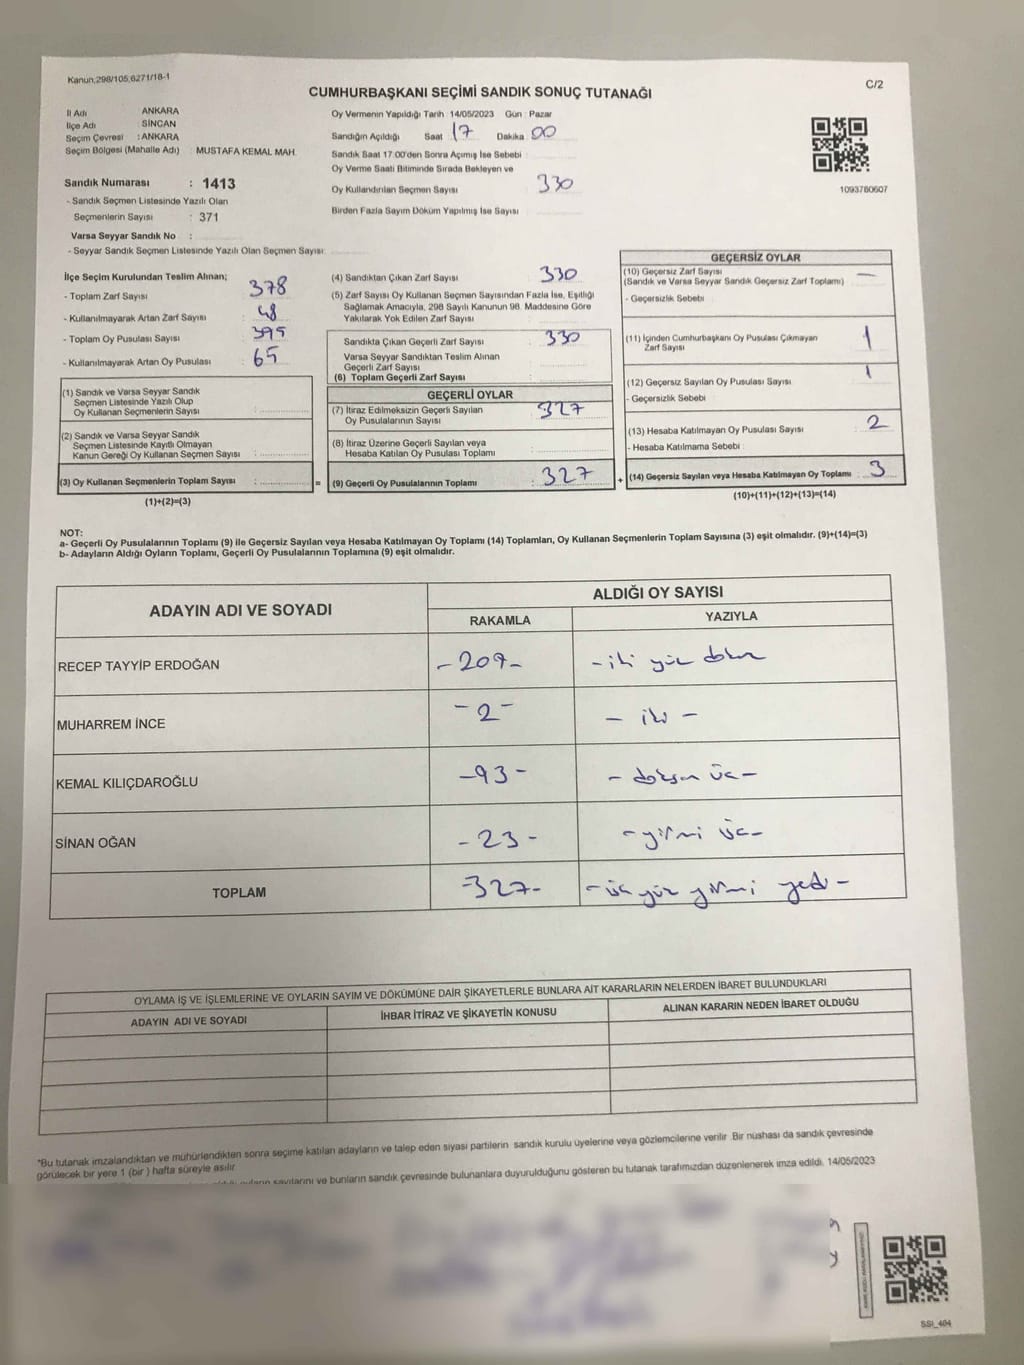 Kanun,298/105,6271/18-1
C/2
CUMHURBAŞKANI SEÇİMİ SANDIK SONUÇ TUTANAĞI
İl Adı ANKARA
İlçe Adı SİNCAN
Seçim Çevresi : ANKARA
Seçim Bölgesi (Mahalle Adı) : MUSTAFA KEMAL MAH.
Sandık Numarası : 1413
- Sandık Seçmen Listesinde Yazılı Olan
Seçmenlerin Sayısı : 371
Varsa Seyyar Sandık No :
- Seyyar Sandık Seçmen Listesinde Yazılı Olan Seçmen Sayısı:
Oy Vermenin Yapıldığı Tarih 14/05/2023 Gün : Pazar
Sandığın Açıldığı Saat 17 Dakika 00
Sandık Saat 17:00'den Sonra Açımış İse Sebebi :
Oy Verme Saati Bitiminde Sırada Bekleyen ve
Oy Kullandırılan Seçmen Sayısı 330
Birden Fazla Sayım Döküm Yapılmış İse Sayısı
1093760607
İlçe Seçim Kurulundan Teslim Alınan;
- Toplam Zarf Sayısı 378
- Kullanılmayarak Artan Zarf Sayısı 48
- Toplam Oy Pusulası Sayısı 395
- Kullanılmayarak Artan Oy Pusulası 65
(1) Sandık ve Varsa Seyyar Sandık
Seçmen Listesinde Yazılı Olup
Oy Kullanan Seçmenlerin Sayısı :
(2) Sandık ve Varsa Seyyar Sandık
Seçmen Listesinde Kayıtlı Olmayan
Kanun Gereği Oy Kullanan Seçmen Sayısı :
(3) Oy Kullanan Seçmenlerin Toplam Sayısı : =
(1)+(2)=(3)
(4) Sandıktan Çıkan Zarf Sayısı 330
(5) Zarf Sayısı Oy Kullanan Seçmen Sayısından Fazla İse, Eşitliği
Sağlamak Amacıyla, 298 Sayılı Kanunun 98. Maddesine Göre
Yakılarak Yok Edilen Zarf Sayısı
Sandıkta Çıkan Geçerli Zarf Sayısı 330
Varsa Seyyar Sandıktan Teslim Alınan
Geçerli Zarf Sayısı
(6) Toplam Geçerli Zarf Sayısı
GEÇERLİ OYLAR
(7) İtiraz Edilmeksizin Geçerli Sayılan
Oy Pusulalarının Sayısı 327
(8) İtiraz Üzerine Geçerli Sayılan veya
Hesaba Katılan Oy Pusulası Toplamı
(9) Geçerli Oy Pusulalarının Toplamı : 327 +
GEÇERSİZ OYLAR
(10) Geçersiz Zarf Sayısı —
(Sandık ve Varsa Seyyar Sandık Geçersiz Zarf Toplamı)
- Geçersizlik Sebebi
(11) İçinden Cumhurbaşkanı Oy Pusulası Çıkmayan
Zarf Sayısı 1
(12) Geçersiz Sayılan Oy Pusulası Sayısı 1
- Geçersizlik Sebebi
(13) Hesaba Katılmayan Oy Pusulası Sayısı 2
- Hesaba Katılmama Sebebi
(14) Geçersiz Sayılan veya Hesaba Katılmayan Oy Toplamı 3
(10)+(11)+(12)+(13)=(14)
NOT:
a- Geçerli Oy Pusulalarının Toplamı (9) ile Geçersiz Sayılan veya Hesaba Katılmayan Oy Toplamı (14) Toplamları, Oy Kullanan Seçmenlerin Toplam Sayısına (3) eşit olmalıdır. (9)+(14)=(3)
b- Adayların Aldığı Oyların Toplamı, Geçerli Oy Pusulalarının Toplamına (9) eşit olmalıdır.
ADAYIN ADI VE SOYADI ALDIĞI OY SAYISI
RAKAMLA YAZIYLA
RECEP TAYYİP ERDOĞAN -209- - iki yüz dokuz
MUHARREM İNCE -2- - iki -
KEMAL KILIÇDAROĞLU -93- - doksan üç -
SİNAN OĞAN -23- - yirmi üç -
TOPLAM -327- - üç yüz yirmi yedi -
OYLAMA İŞ VE İŞLEMLERİNE VE OYLARIN SAYIM VE DÖKÜMÜNE DAİR ŞİKAYETLERLE BUNLARA AİT KARARLARIN NELERDEN İBARET BULUNDUKLARI
ADAYIN ADI VE SOYADI İHBAR İTİRAZ VE ŞİKAYETİN KONUSU ALINAN KARARIN NEDEN İBARET OLDUĞU
*Bu tutanak imzalandıktan ve mühürlendikten sonra seçime katılan adayların ve talep eden siyasi partilerin sandık kurulu üyelerine veya gözlemcilerine verilir. Bir nüshası da sandık çevresinde
görülecek bir yere 1 (bir ) hafta süreyle asılır.
sayılarını ve bunların sandık çevresinde bulunanlara duyurulduğunu gösteren bu tutanak tarafımızdan düzenlenerek imza edildi. 14/05/2023
SSI_404